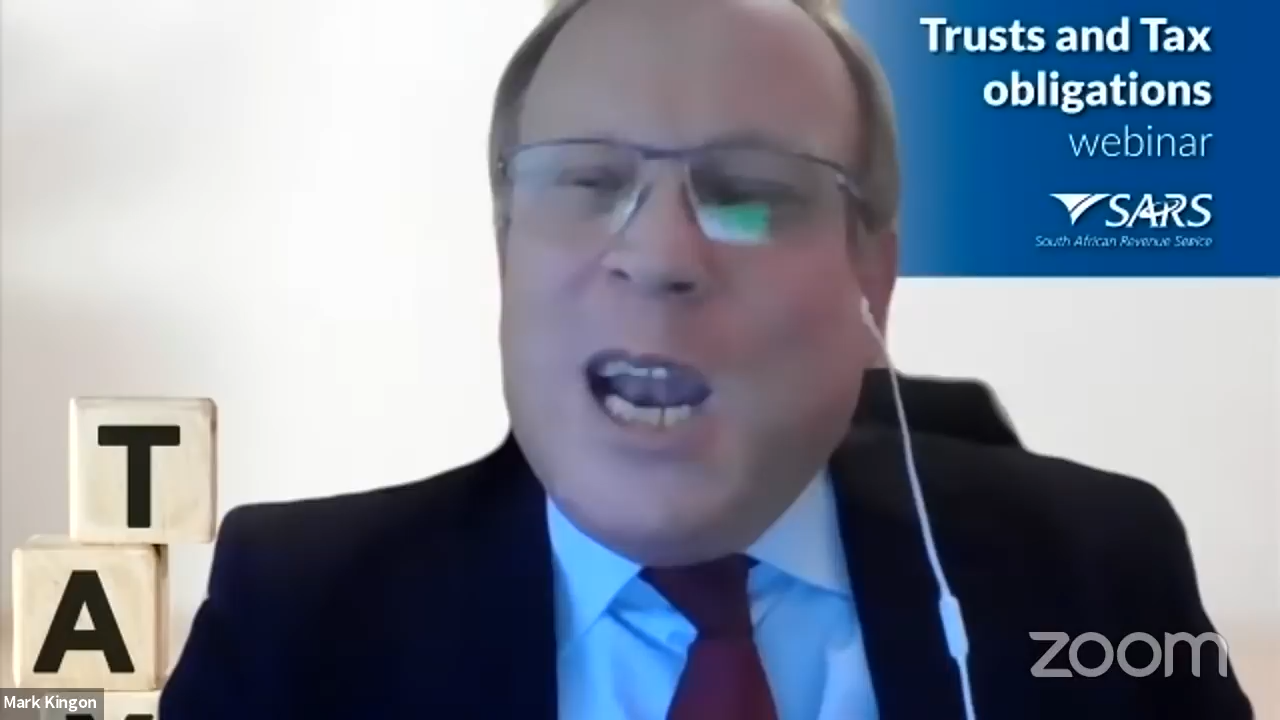 Trusts and Tax
obligations
webinar
SARS
South African Revenue Service
T
A
Mark Kingon
zoom